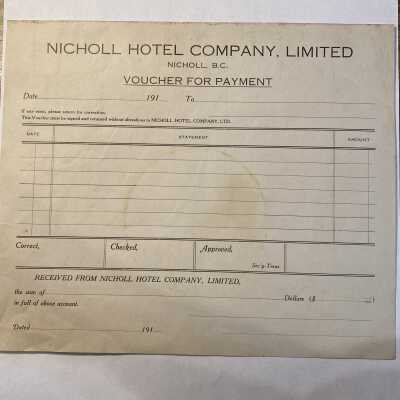 NICHOLL HOTEL COMPANY, LIMITED
NICHOLL, B.C.
VOUCHER FOR PAYMENT
Date 191 To
If any error, please return for correction.
This Voucher must be signed and returned without alteration to NICHOLL HOTEL COMPANY, LTD.
DATE STATEMENT AMOUNT
Correct, Checked, Approved,
Sec'y-Treas.
RECEIVED FROM NICHOLL HOTEL COMPANY, LIMITED,
the sum of Dollars ($ )
in full of above account.
Dated 191